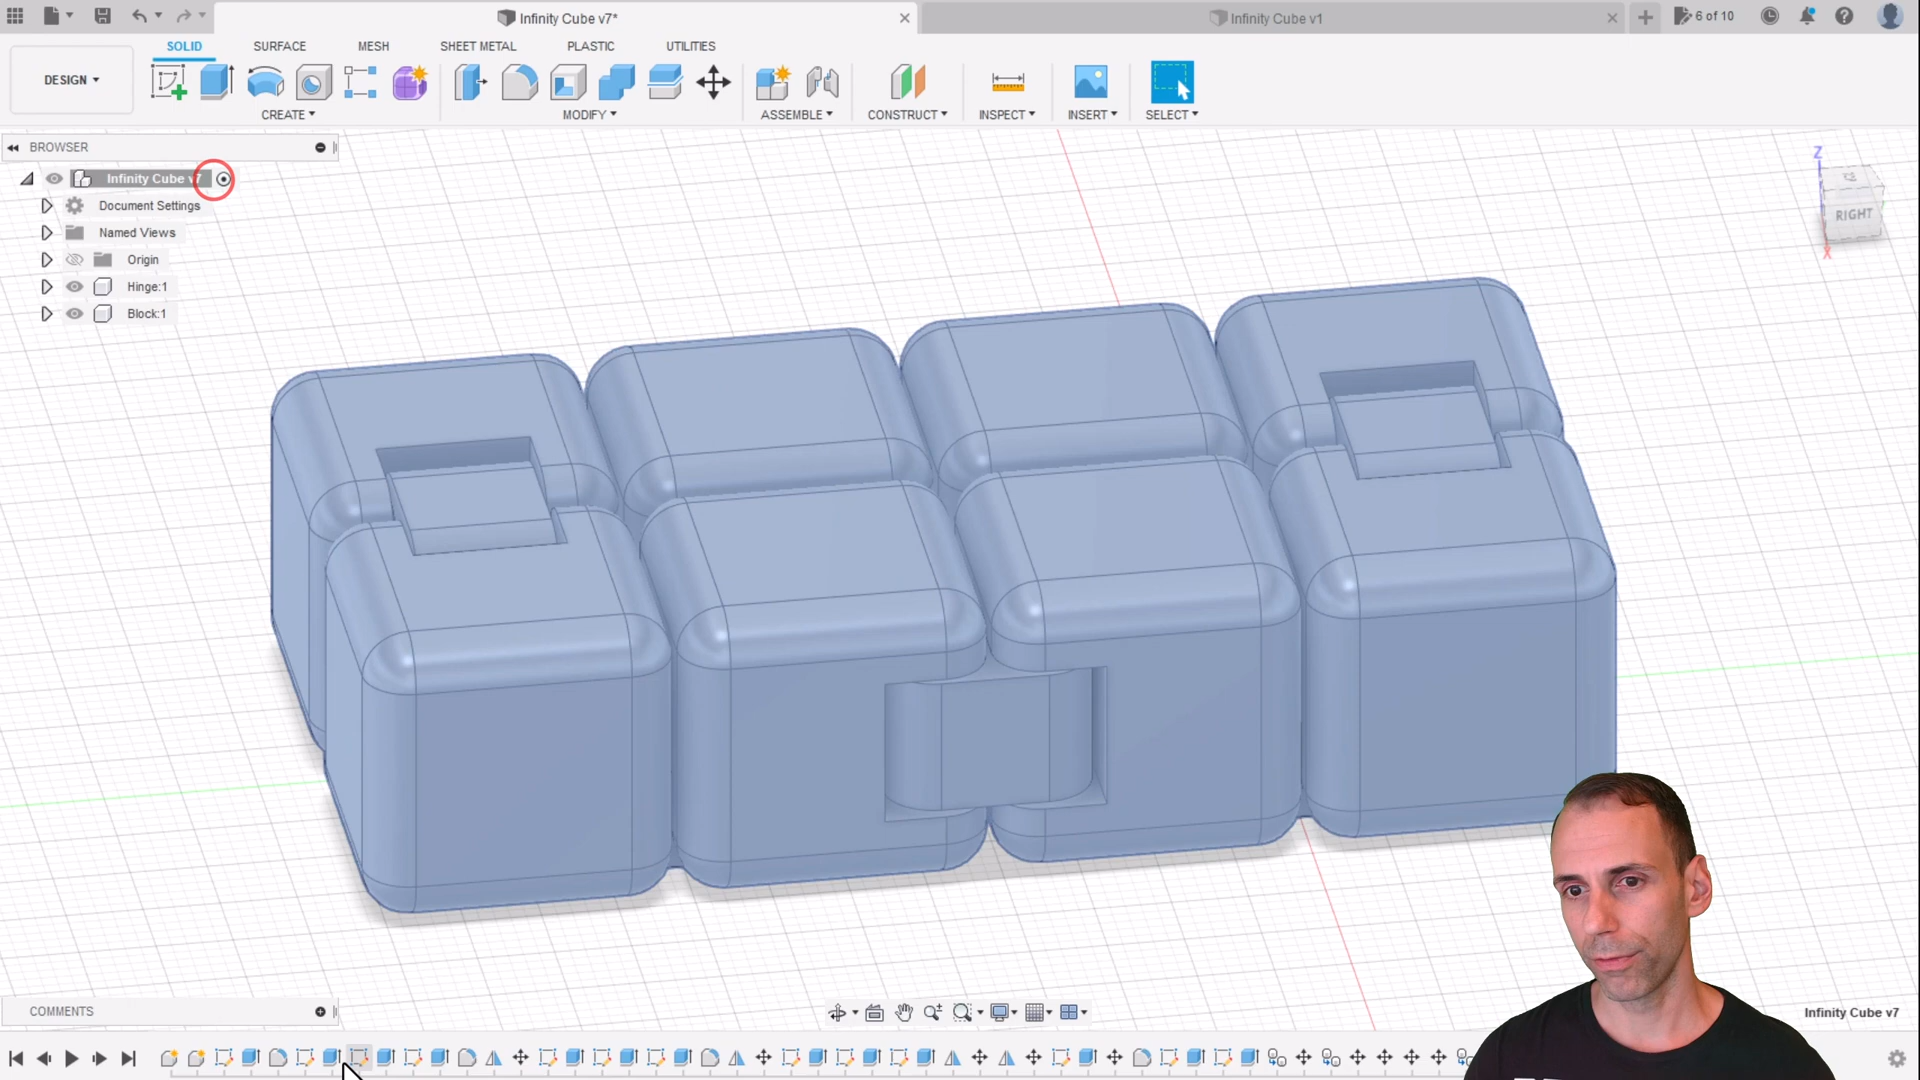 Infinity Cube v7*
Infinity Cube v1
6 of 10
DESIGN
SOLID
SURFACE
MESH
SHEET METAL
PLASTIC
UTILITIES
CREATE
MODIFY
ASSEMBLE
CONSTRUCT
INSPECT
INSERT
SELECT
BROWSER
Infinity Cube v7
Document Settings
Named Views
Origin
Hinge:1
Block:1
Z
RIGHT
X
COMMENTS
Infinity Cube v7